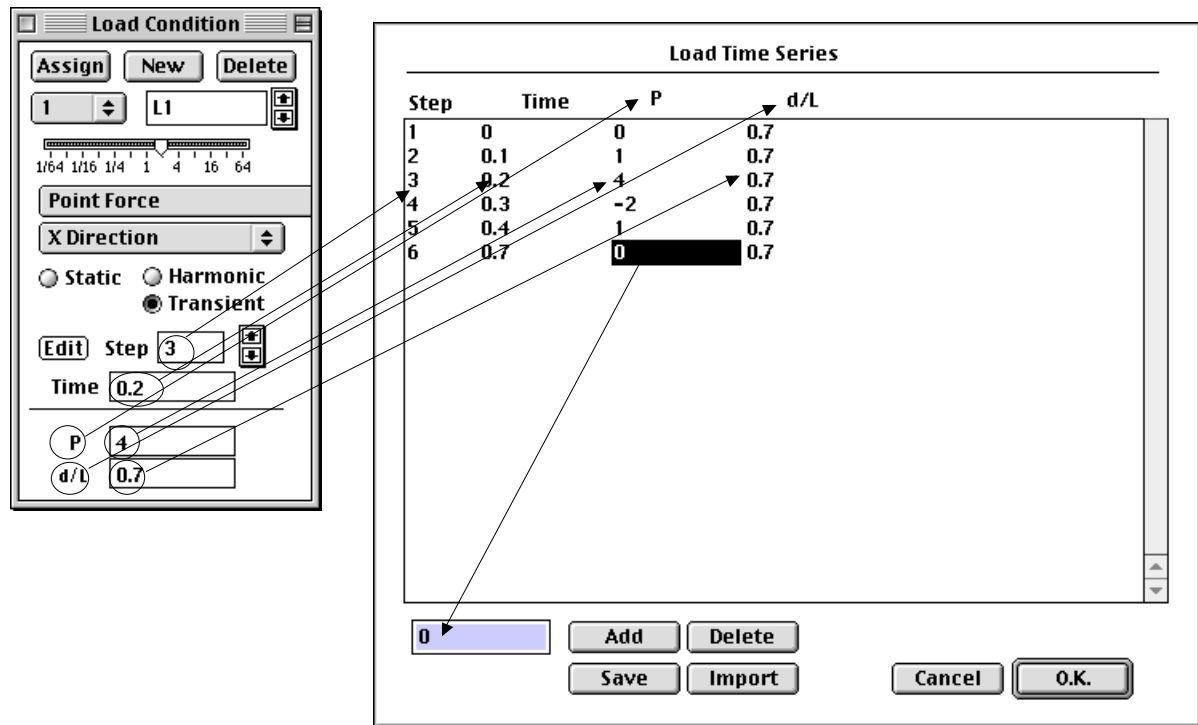 Load Condition
Assign New Delete
1 L1
1/64 1/16 1/4 1 4 16 64
Point Force
X Direction
Static Harmonic
Transient
Edit Step 3
Time 0.2
P 4
d/L 0.7
Load Time Series
Step Time P d/L
1 0 0 0.7
2 0.1 1 0.7
3 0.2 4 0.7
4 0.3 -2 0.7
5 0.4 1 0.7
6 0.7 0 0.7
0 Add Delete
Save Import Cancel O.K.